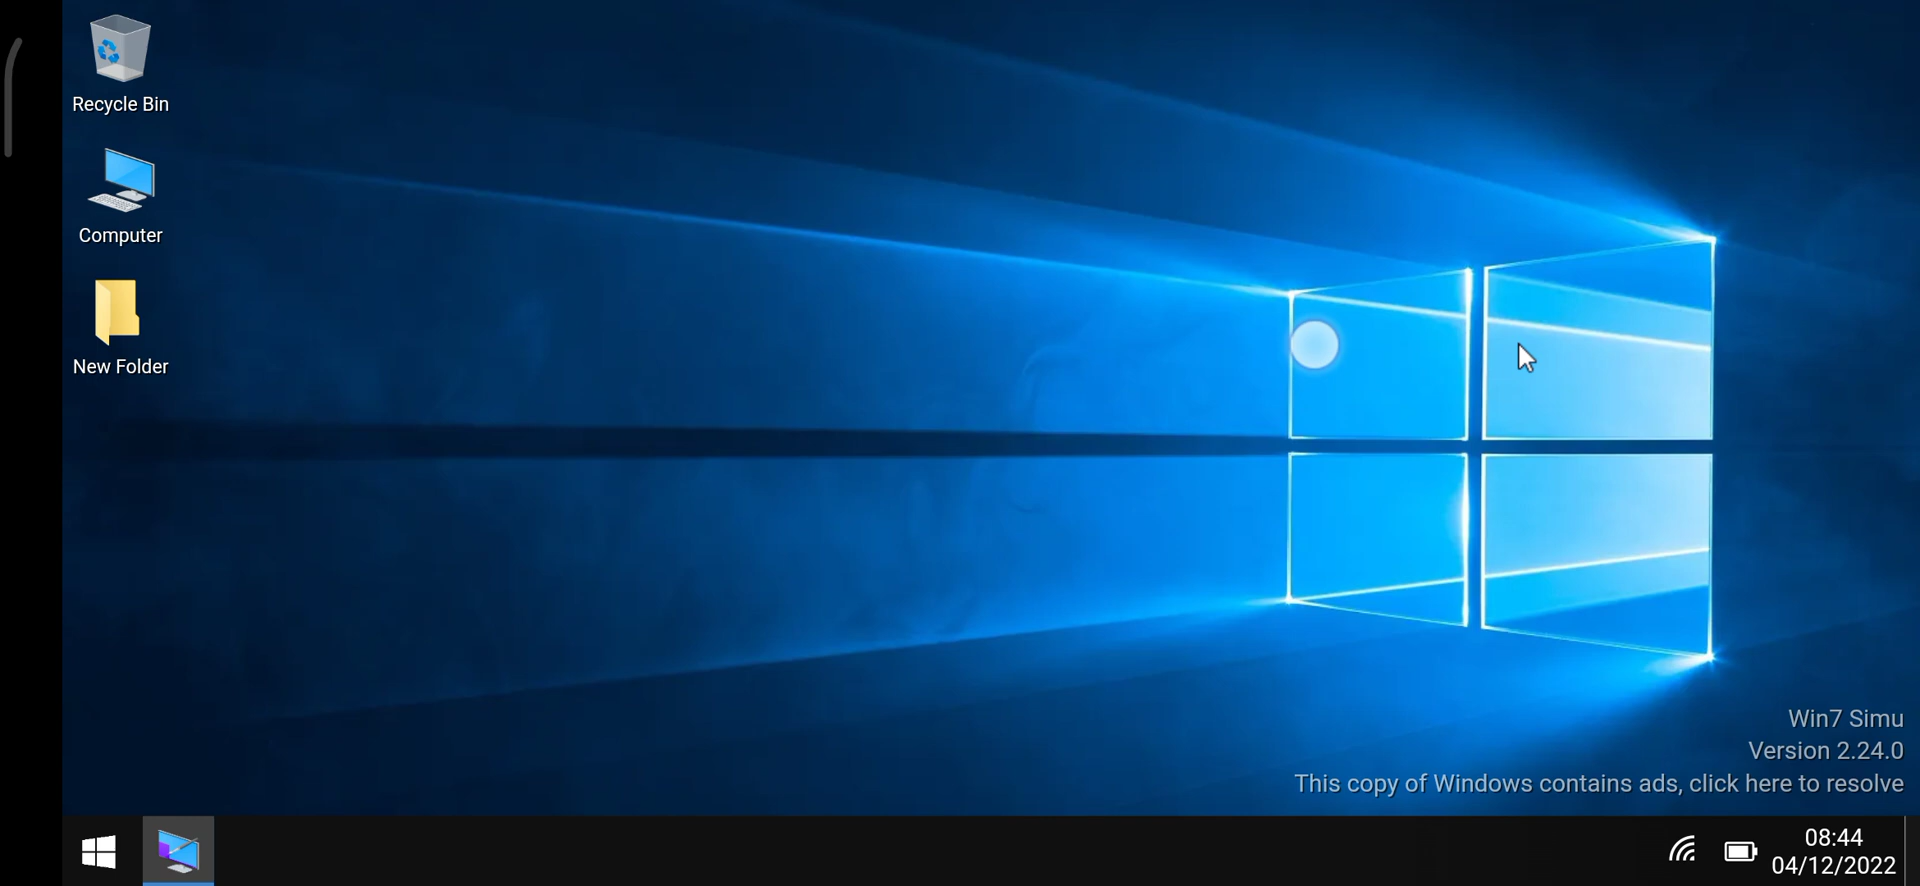 Recycle Bin
Computer
New Folder
Win7 Simu
Version 2.24.0
This copy of Windows contains ads, click here to resolve
08:44
04/12/2022